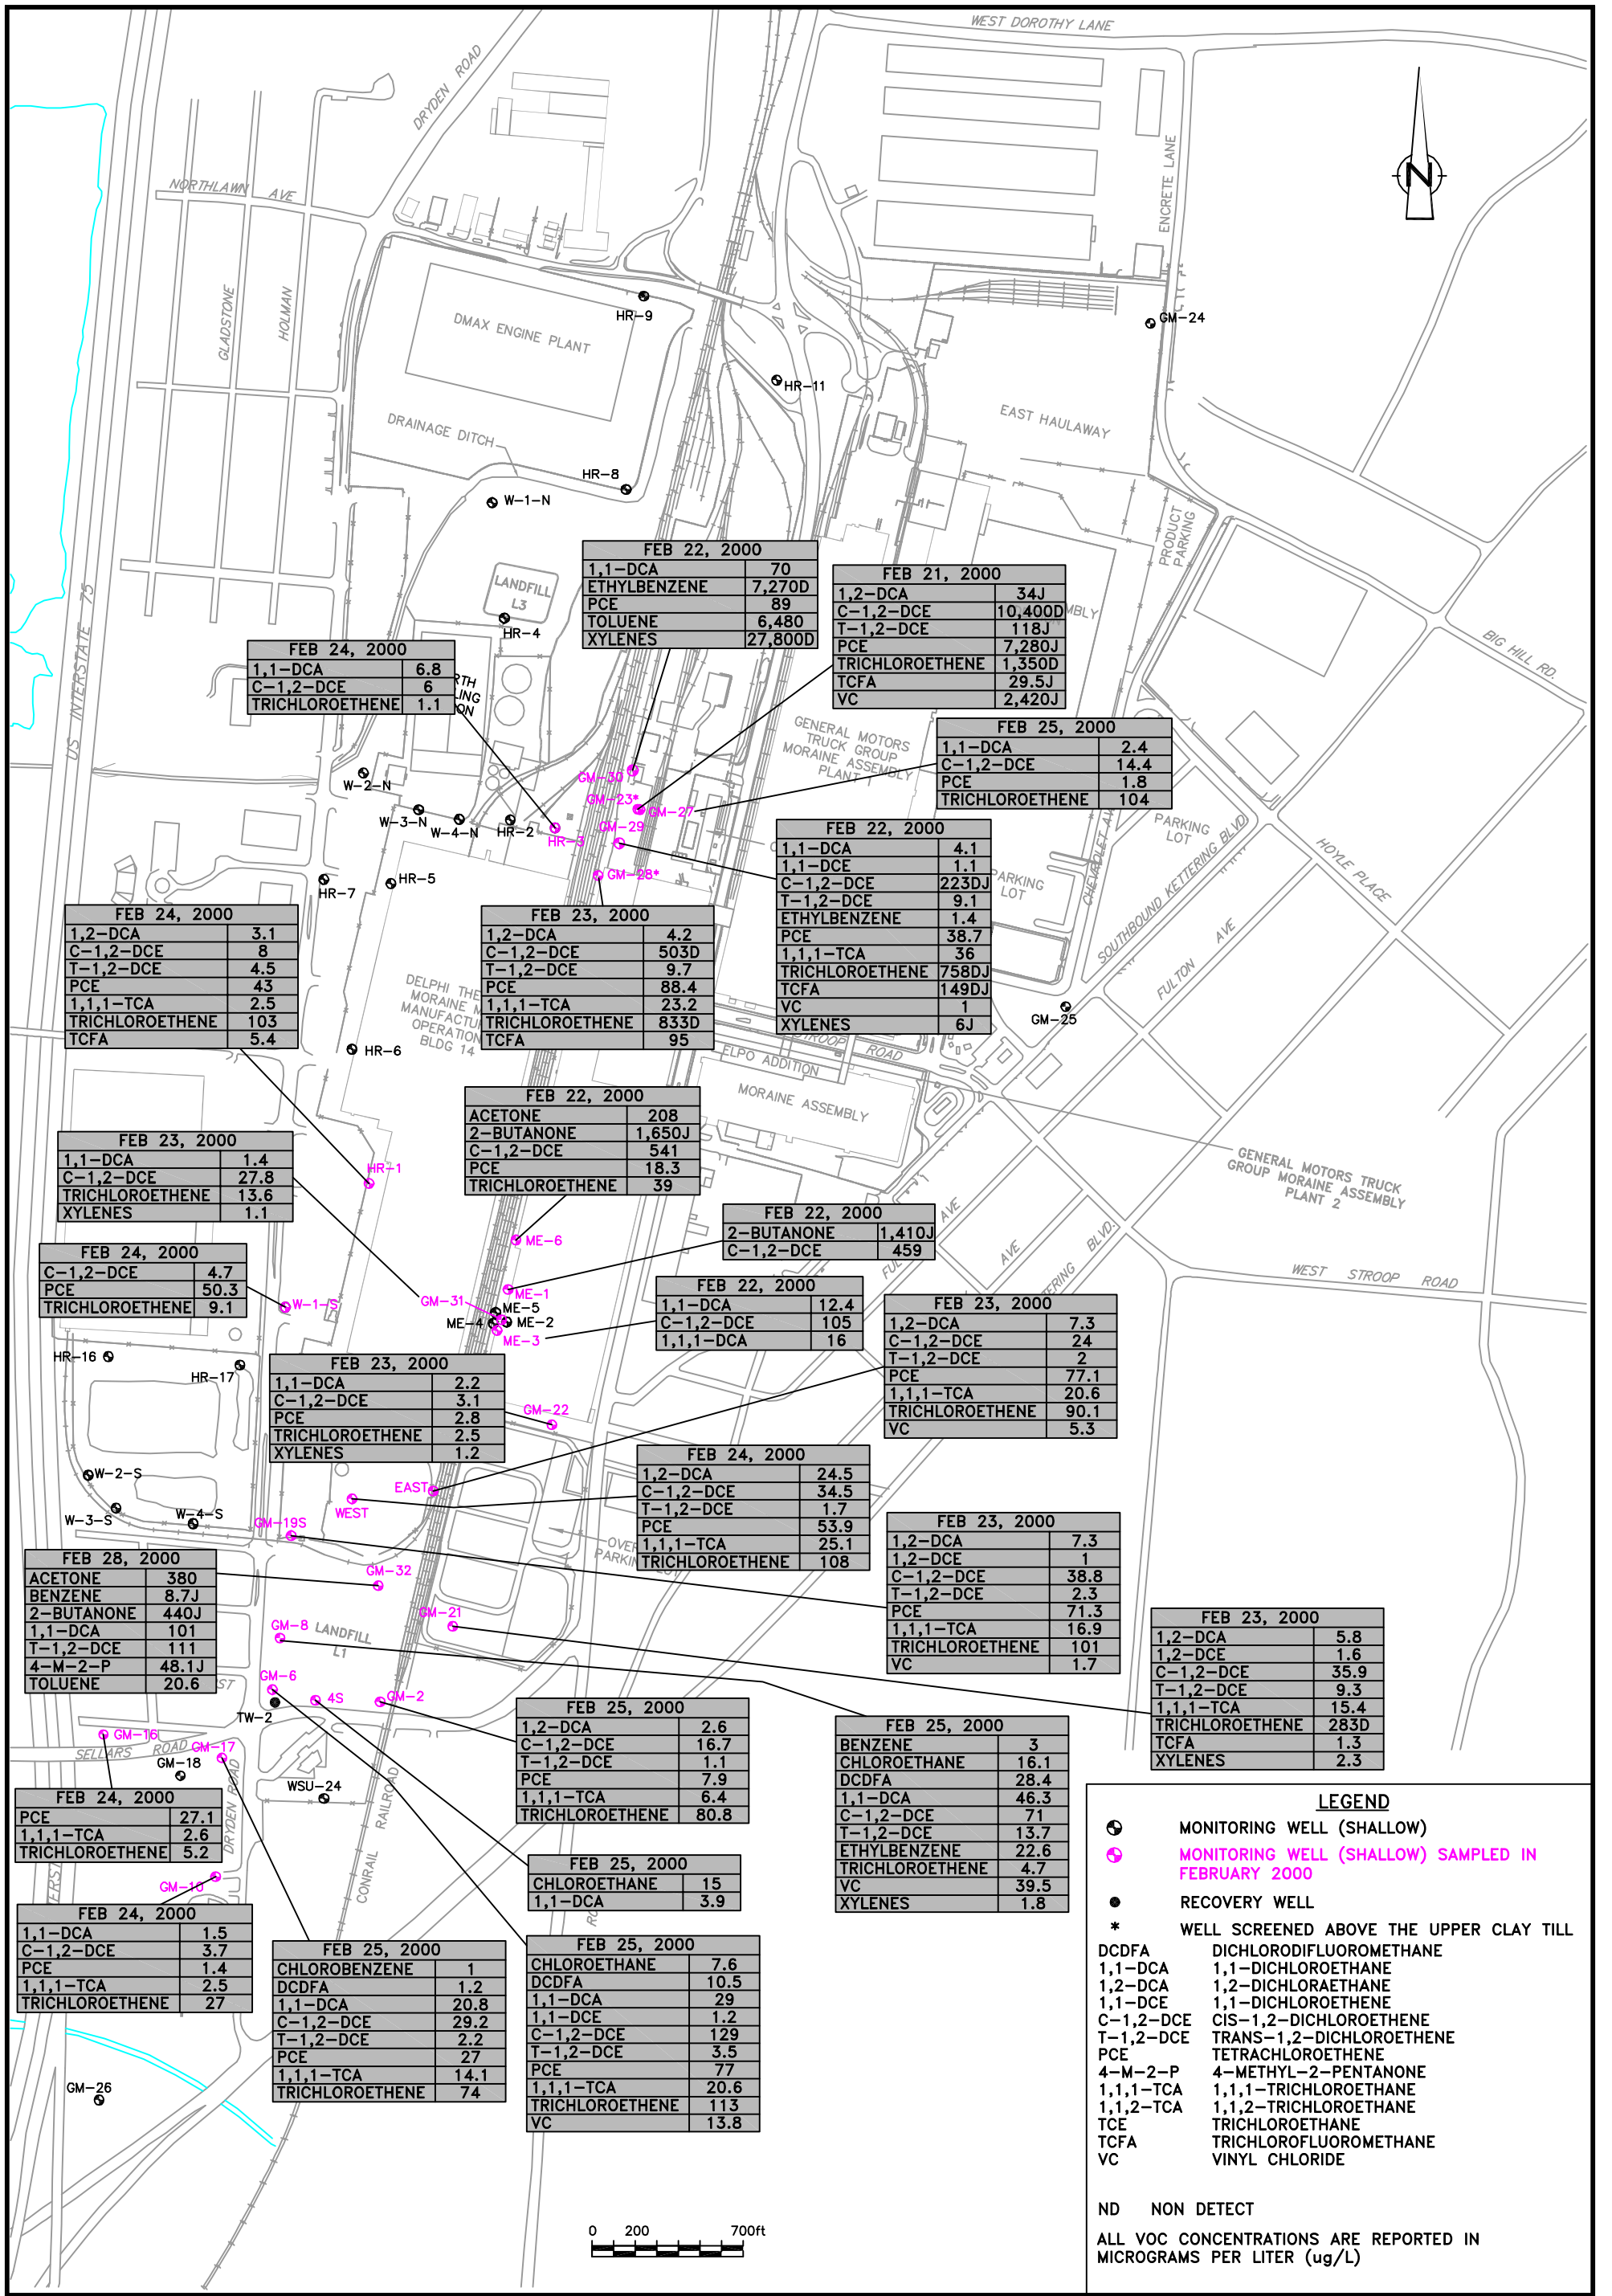 WEST DOROTHY LANE
DRYDEN ROAD
ENCRETE LANE
N
NORTHLAWN AVE
GLADSTONE
HOLMAN
DMAX ENGINE PLANT
HR-9
GM-24
HR-11
EAST HAULAWAY
DRAINAGE DITCH
HR-8
W-1-N
PRODUCT PARKING
US INTERSTATE 75
LANDFILL L3
HR-4
BIG HILL RD.
FEB 22, 2000
1,1-DCA 70
ETHYLBENZENE 7,270D
PCE 89
TOLUENE 6,480
XYLENES 27,800D
FEB 21, 2000
1,2-DCA 34J
C-1,2-DCE 10,400D
T-1,2-DCE 118J
PCE 7,280J
TRICHLOROETHENE 1,350D
TCFA 29.5J
VC 2,420J
MBLY
FEB 24, 2000
1,1-DCA 6.8
C-1,2-DCE 6
TRICHLOROETHENE 1.1
RTH
LING
ON
GENERAL MOTORS
TRUCK GROUP
MORAINE ASSEMBLY
PLANT 1
FEB 25, 2000
1,1-DCA 2.4
C-1,2-DCE 14.4
PCE 1.8
TRICHLOROETHENE 104
GM-30
GM-23*
GM-27
GM-29
GM-28*
W-2-N
W-3-N
W-4-N
HR-2
HR-3
HR-5
HR-7
PARKING LOT
HOYLE PLACE
CHEVROLET AV
SOUTHBOUND KETTERING BLVD
FULTON AVE
PARKING LOT
GM-25
FEB 22, 2000
1,1-DCA 4.1
1,1-DCE 1.1
C-1,2-DCE 223DJ
T-1,2-DCE 9.1
ETHYLBENZENE 1.4
PCE 38.7
1,1,1-TCA 36
TRICHLOROETHENE 758DJ
TCFA 149DJ
VC 1
XYLENES 6J
FEB 24, 2000
1,2-DCA 3.1
C-1,2-DCE 8
T-1,2-DCE 4.5
PCE 43
1,1,1-TCA 2.5
TRICHLOROETHENE 103
TCFA 5.4
FEB 23, 2000
1,2-DCA 4.2
C-1,2-DCE 503D
T-1,2-DCE 9.7
PCE 88.4
1,1,1-TCA 23.2
TRICHLOROETHENE 833D
TCFA 95
DELPHI THE
MORAINE
MANUFACTU
OPERATION
BLDG 14
HR-6
STROOP ROAD
ELPO ADDITION
MORAINE ASSEMBLY
GENERAL MOTORS TRUCK
GROUP MORAINE ASSEMBLY
PLANT 2
FEB 22, 2000
ACETONE 208
2-BUTANONE 1,650J
C-1,2-DCE 541
PCE 18.3
TRICHLOROETHENE 39
FEB 23, 2000
1,1-DCA 1.4
C-1,2-DCE 27.8
TRICHLOROETHENE 13.6
XYLENES 1.1
HR-1
ME-6
FEB 22, 2000
2-BUTANONE 1,410J
C-1,2-DCE 459
AVE
AVE
FUL
TERING BLVD.
WEST STROOP ROAD
FEB 24, 2000
C-1,2-DCE 4.7
PCE 50.3
TRICHLOROETHENE 9.1
W-1-S
GM-31
ME-1
ME-5
ME-4
ME-2
ME-3
FEB 22, 2000
1,1-DCA 12.4
C-1,2-DCE 105
1,1,1-DCA 16
FEB 23, 2000
1,2-DCA 7.3
C-1,2-DCE 24
T-1,2-DCE 2
PCE 77.1
1,1,1-TCA 20.6
TRICHLOROETHENE 90.1
VC 5.3
HR-16
HR-17
FEB 23, 2000
1,1-DCA 2.2
C-1,2-DCE 3.1
PCE 2.8
TRICHLOROETHENE 2.5
XYLENES 1.2
GM-22
FEB 24, 2000
1,2-DCA 24.5
C-1,2-DCE 34.5
T-1,2-DCE 1.7
PCE 53.9
1,1,1-TCA 25.1
TRICHLOROETHENE 108
W-2-S
W-3-S
W-4-S
EAST
WEST
GM-19S
OVER
PARKIN
LOT
FEB 23, 2000
1,2-DCA 7.3
1,2-DCE 1
C-1,2-DCE 38.8
T-1,2-DCE 2.3
PCE 71.3
1,1,1-TCA 16.9
TRICHLOROETHENE 101
VC 1.7
FEB 28, 2000
ACETONE 380
BENZENE 8.7J
2-BUTANONE 440J
1,1-DCA 101
T-1,2-DCE 111
4-M-2-P 48.1J
TOLUENE 20.6
GM-32
GM-21
GM-8
LANDFILL L1
GM-6
TW-2
4S
GM-2
ST
FEB 23, 2000
1,2-DCA 5.8
1,2-DCE 1.6
C-1,2-DCE 35.9
T-1,2-DCE 9.3
1,1,1-TCA 15.4
TRICHLOROETHENE 283D
TCFA 1.3
XYLENES 2.3
GM-16
SELLARS ROAD
GM-17
GM-18
WSU-24
DRYDEN ROAD
CONRAIL RAILROAD
RO
ERST
FEB 25, 2000
1,2-DCA 2.6
C-1,2-DCE 16.7
T-1,2-DCE 1.1
PCE 7.9
1,1,1-TCA 6.4
TRICHLOROETHENE 80.8
FEB 25, 2000
BENZENE 3
CHLOROETHANE 16.1
DCDFA 28.4
1,1-DCA 46.3
C-1,2-DCE 71
T-1,2-DCE 13.7
ETHYLBENZENE 22.6
TRICHLOROETHENE 4.7
VC 39.5
XYLENES 1.8
FEB 24, 2000
PCE 27.1
1,1,1-TCA 2.6
TRICHLOROETHENE 5.2
GM-10
FEB 25, 2000
CHLOROETHANE 15
1,1-DCA 3.9
FEB 24, 2000
1,1-DCA 1.5
C-1,2-DCE 3.7
PCE 1.4
1,1,1-TCA 2.5
TRICHLOROETHENE 27
FEB 25, 2000
CHLOROBENZENE 1
DCDFA 1.2
1,1-DCA 20.8
C-1,2-DCE 29.2
T-1,2-DCE 2.2
PCE 27
1,1,1-TCA 14.1
TRICHLOROETHENE 74
FEB 25, 2000
CHLOROETHANE 7.6
DCDFA 10.5
1,1-DCA 29
1,1-DCE 1.2
C-1,2-DCE 129
T-1,2-DCE 3.5
PCE 77
1,1,1-TCA 20.6
TRICHLOROETHENE 113
VC 13.8
GM-26
0 200 700ft
LEGEND
MONITORING WELL (SHALLOW)
MONITORING WELL (SHALLOW) SAMPLED IN
FEBRUARY 2000
RECOVERY WELL
* WELL SCREENED ABOVE THE UPPER CLAY TILL
DCDFA DICHLORODIFLUOROMETHANE
1,1-DCA 1,1-DICHLOROETHANE
1,2-DCA 1,2-DICHLORAETHANE
1,1-DCE 1,1-DICHLOROETHENE
C-1,2-DCE CIS-1,2-DICHLOROETHENE
T-1,2-DCE TRANS-1,2-DICHLOROETHENE
PCE TETRACHLOROETHENE
4-M-2-P 4-METHYL-2-PENTANONE
1,1,1-TCA 1,1,1-TRICHLOROETHANE
1,1,2-TCA 1,1,2-TRICHLOROETHANE
TCE TRICHLOROETHANE
TCFA TRICHLOROFLUOROMETHANE
VC VINYL CHLORIDE
ND NON DETECT
ALL VOC CONCENTRATIONS ARE REPORTED IN
MICROGRAMS PER LITER (ug/L)